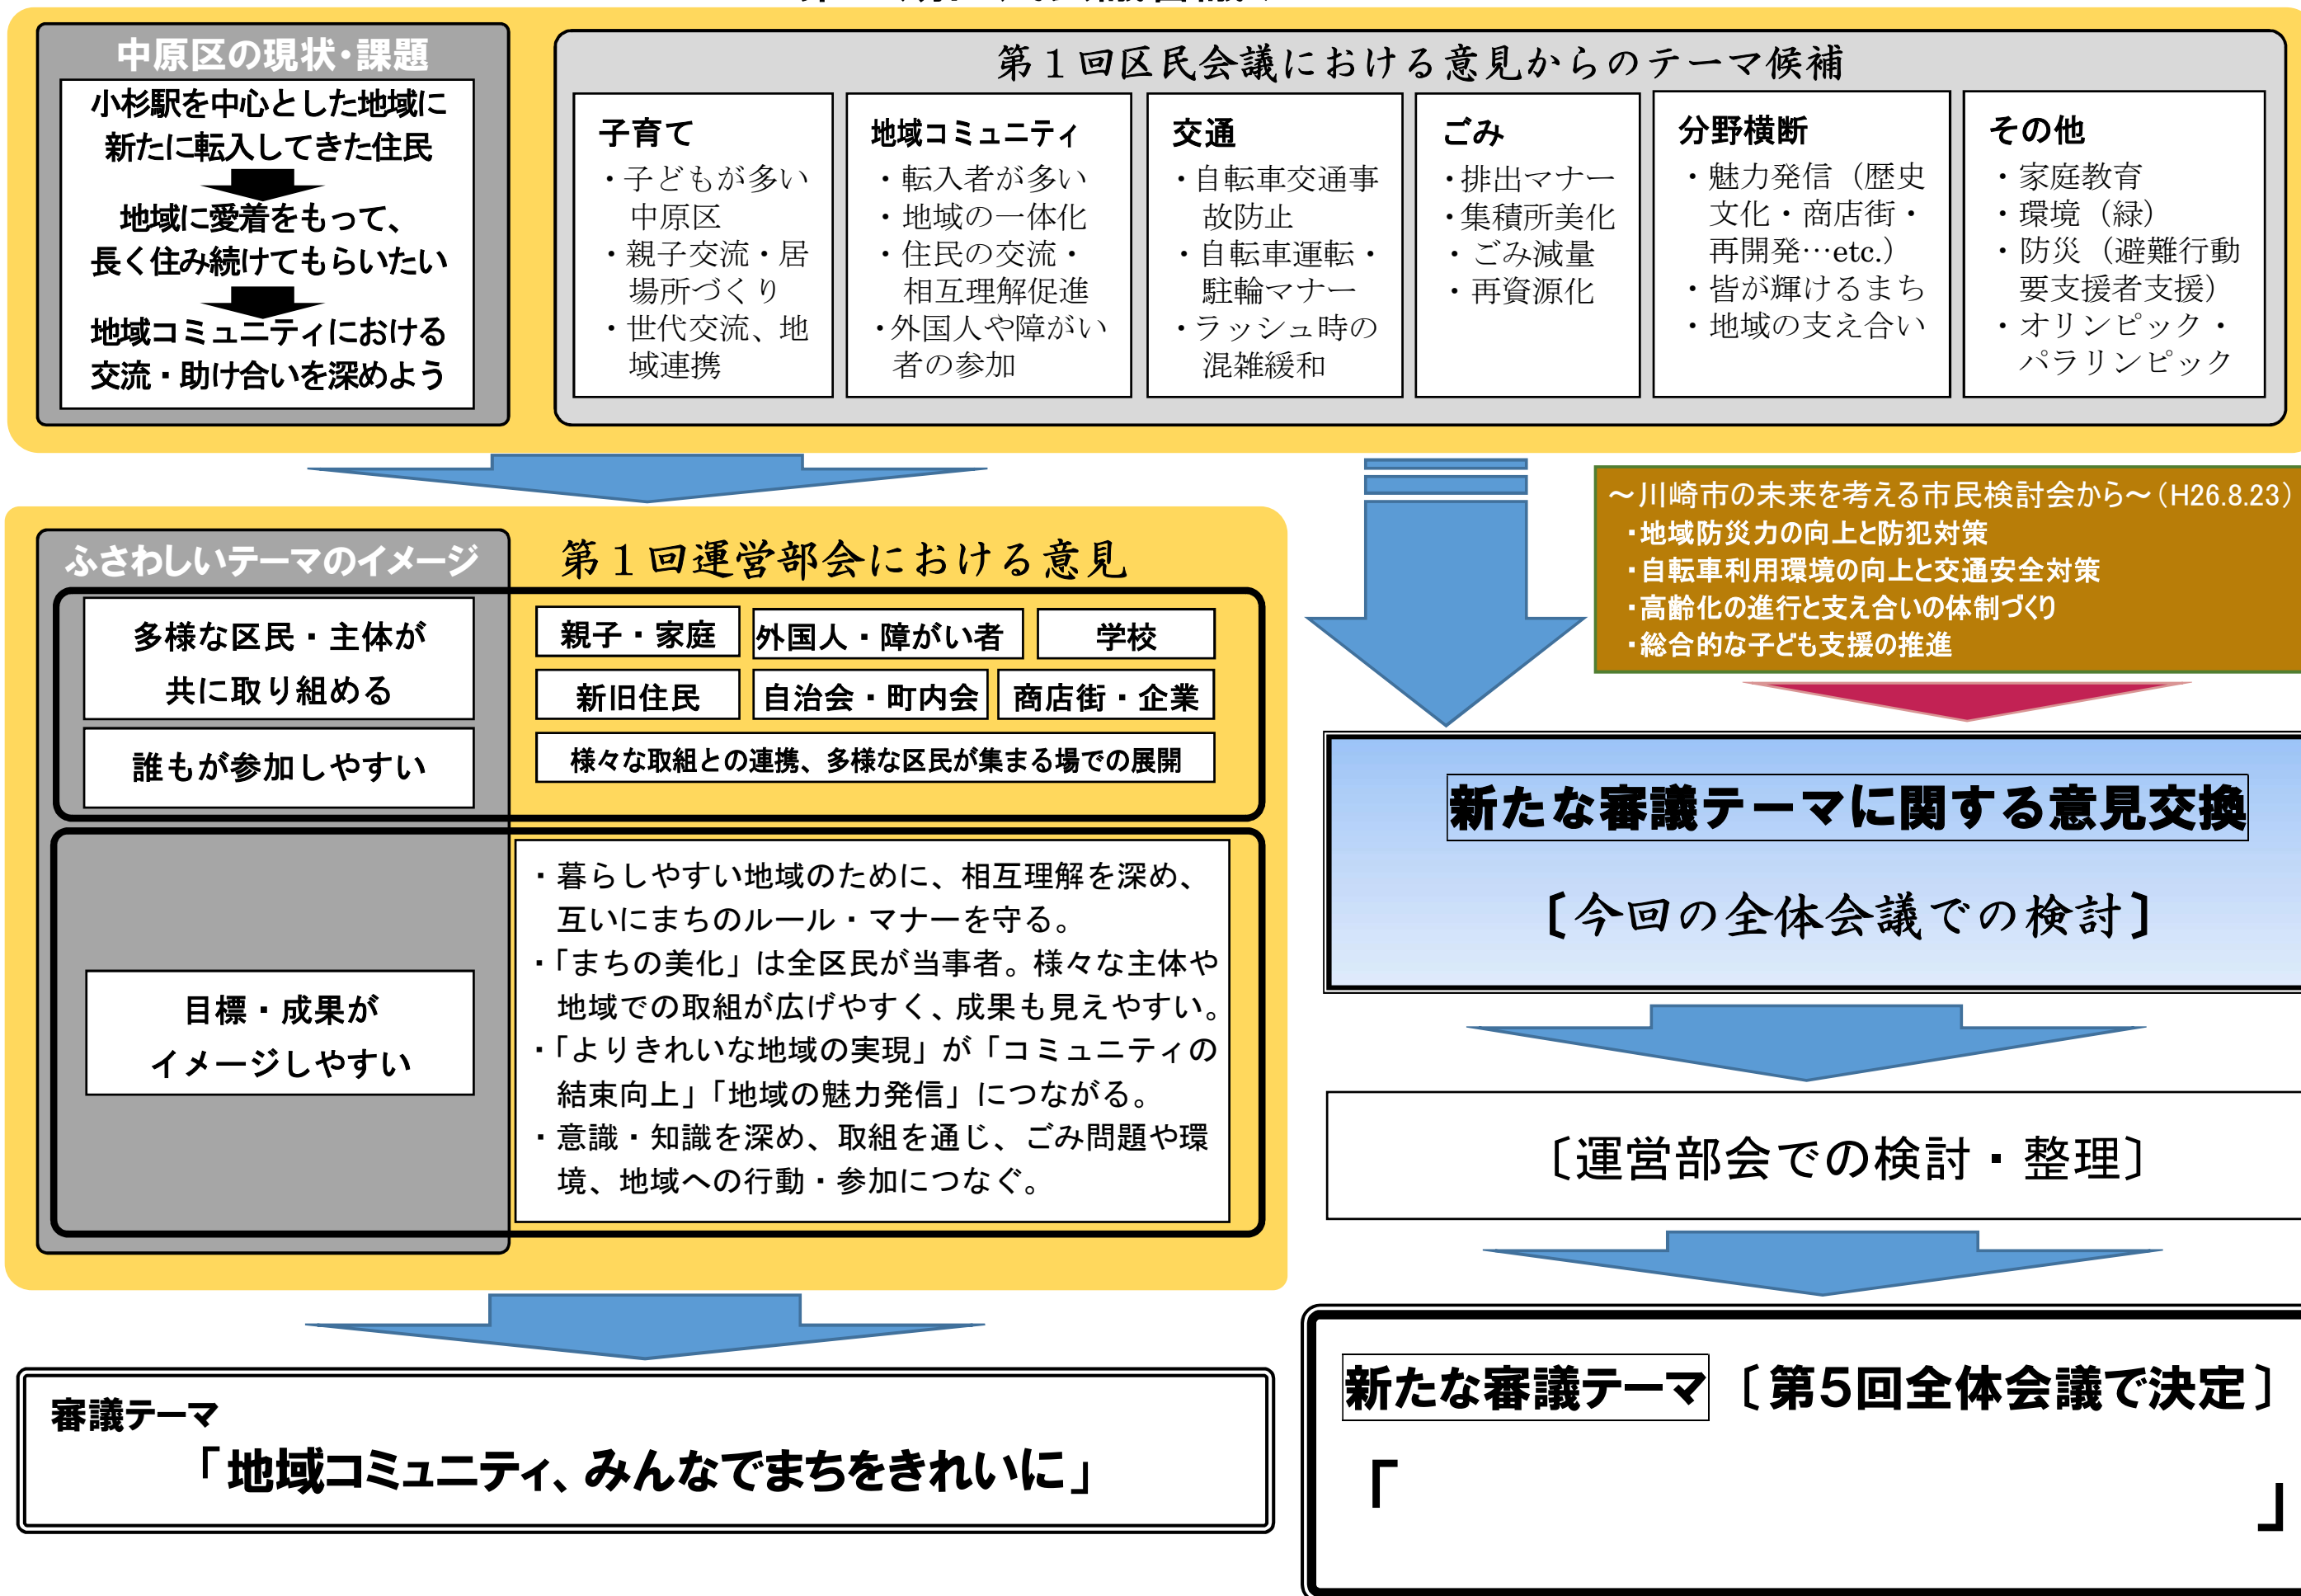 中原区の現状・課題
小杉駅を中心とした地域に
新たに転入してきた住民
地域に愛着をもって、
長く住み続けてもらいたい
地域コミュニティにおける
交流・助け合いを深めよう
第１回区民会議における意見からのテーマ候補
子育て
・子どもが多い
中原区
・親子交流・居
場所づくり
・世代交流、地
域連携
地域コミュニティ
・転入者が多い
・地域の一体化
・住民の交流・
相互理解促進
・外国人や障がい
者の参加
交通
・自転車交通事
故防止
・自転車運転・
駐輪マナー
・ラッシュ時の
混雑緩和
ごみ
・排出マナー
・集積所美化
・ごみ減量
・再資源化
分野横断
・魅力発信（歴史
文化・商店街・
再開発…etc.）
・皆が輝けるまち
・地域の支え合い
その他
・家庭教育
・環境（緑）
・防災（避難行動
要支援者支援）
・オリンピック・
パラリンピック
ふさわしいテーマのイメージ
第１回運営部会における意見
多様な区民・主体が
共に取り組める
誰もが参加しやすい
親子・家庭
外国人・障がい者
学校
新旧住民
自治会・町内会
商店街・企業
様々な取組との連携、多様な区民が集まる場での展開
目標・成果が
イメージしやすい
・暮らしやすい地域のために、相互理解を深め、
互いにまちのルール・マナーを守る。
・「まちの美化」は全区民が当事者。様々な主体や
地域での取組が広げやすく、成果も見えやすい。
・「よりきれいな地域の実現」が「コミュニティの
結束向上」「地域の魅力発信」につながる。
・意識・知識を深め、取組を通じ、ごみ問題や環
境、地域への行動・参加につなぐ。
審議テーマ
「地域コミュニティ、みんなでまちをきれいに」
～川崎市の未来を考える市民検討会から～（H26.8.23）
・地域防災力の向上と防犯対策
・自転車利用環境の向上と交通安全対策
・高齢化の進行と支え合いの体制づくり
・総合的な子ども支援の推進
新たな審議テーマに関する意見交換
〔今回の全体会議での検討〕
〔運営部会での検討・整理〕
新たな審議テーマ〔第5回全体会議で決定〕
「　　　　　　　　　　」